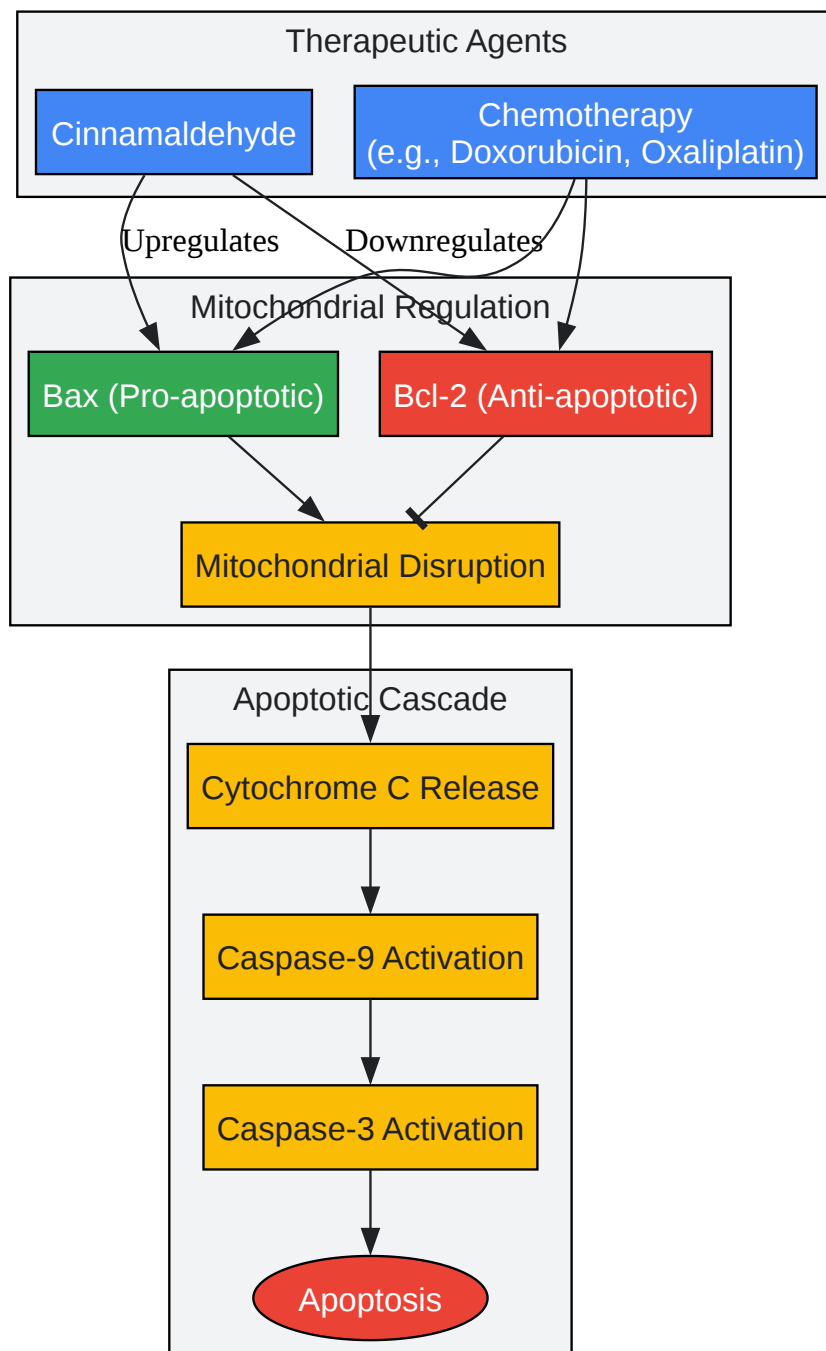 Therapeutic Agents
Cinnamaldehyde
Chemotherapy
(e.g., Doxorubicin, Oxaliplatin)
Upregulates
Downregulates
Mitochondrial Regulation
Bax (Pro-apoptotic)
Bcl-2 (Anti-apoptotic)
Mitochondrial Disruption
Apoptotic Cascade
Cytochrome C Release
Caspase-9 Activation
Caspase-3 Activation
Apoptosis